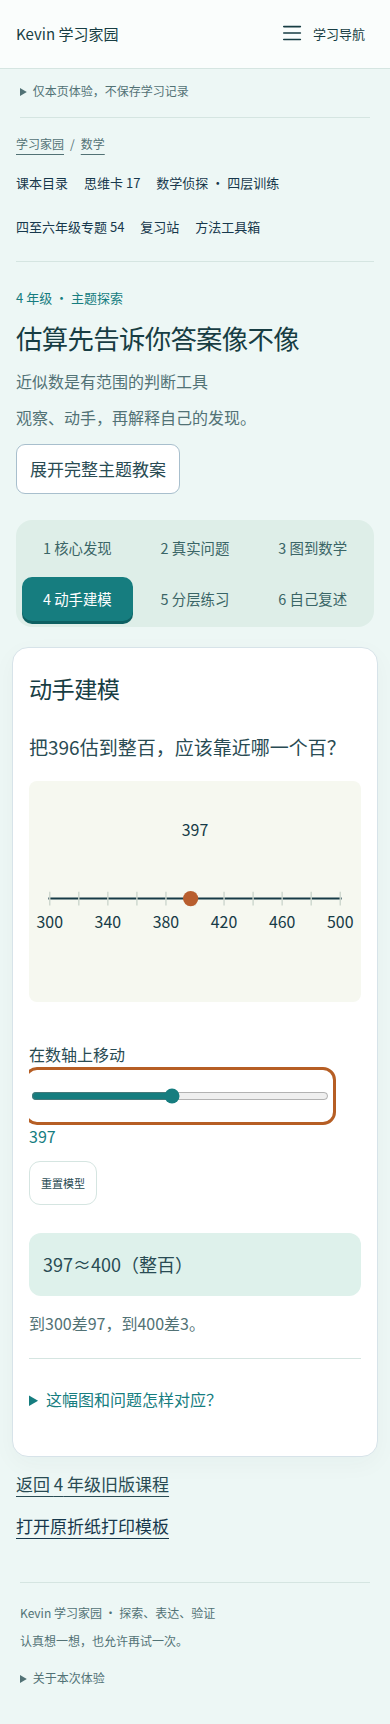 Kevin 学习家园
学习导航
仅本页体验，不保存学习记录
学习家园 / 数学
课本目录 思维卡 17 数学侦探 · 四层训练
四至六年级专题 54 复习站 方法工具箱
4 年级 · 主题探索
估算先告诉你答案像不像
近似数是有范围的判断工具
观察、动手，再解释自己的发现。
展开完整主题教案
1 核心发现 2 真实问题 3 图到数学
4 动手建模 5 分层练习 6 自己复述
动手建模
把396估到整百，应该靠近哪一个百？
397
300 340 380 420 460 500
在数轴上移动
397
重置模型
397≈400（整百）
到300差97，到400差3。
这幅图和问题怎样对应？
返回 4 年级旧版课程
打开原折纸打印模板
Kevin 学习家园 · 探索、表达、验证
认真想一想，也允许再试一次。
关于本次体验